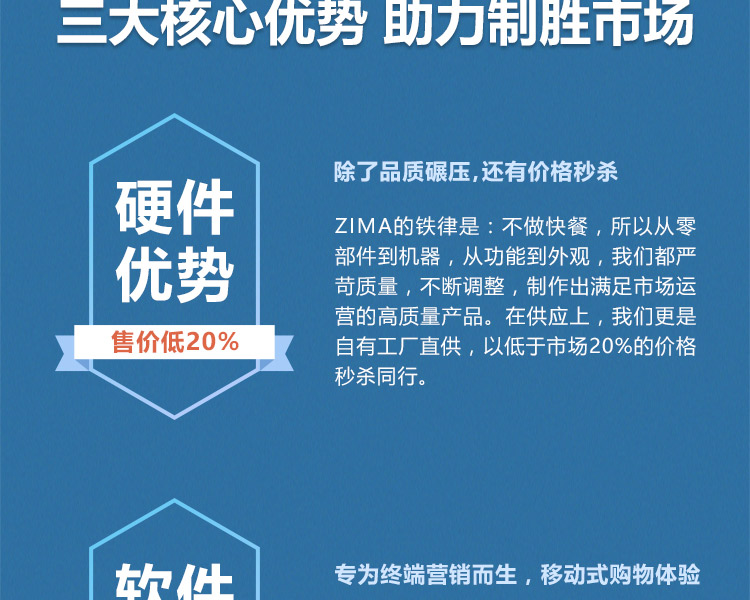 三大核心优势 助力制胜市场
硬件
优势
售价低20%
除了品质碾压,还有价格秒杀
ZIMA的铁律是：不做快餐，所以从零
部件到机器，从功能到外观，我们都严
苛质量，不断调整，制作出满足市场运
营的高质量产品。在供应上，我们更是
自有工厂直供，以低于市场20%的价格
秒杀同行。
软件
专为终端营销而生，移动式购物体验